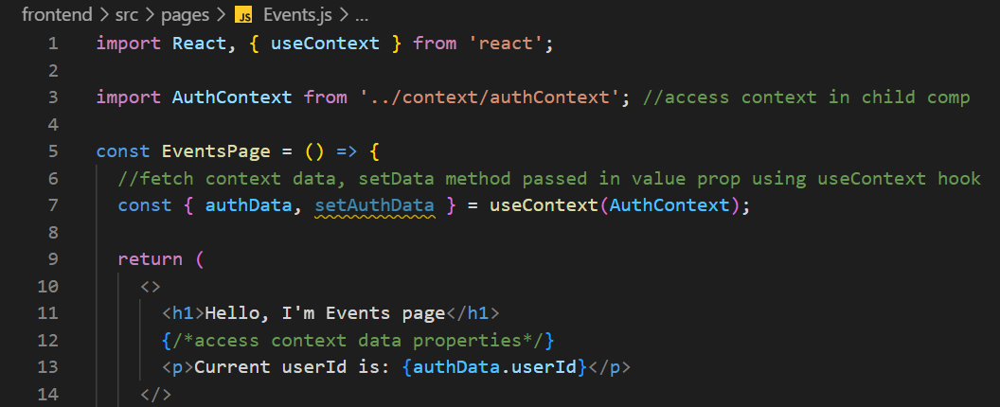 frontend > src > pages > JS Events.js > ...
1 import React, { useContext } from 'react';
2
3 import AuthContext from '../context/authContext'; //access context in child comp
4
5 const EventsPage = () => {
6 //fetch context data, setData method passed in value prop using useContext hook
7 const { authData, setAuthData } = useContext(AuthContext);
8
9 return (
10 <>
11 <h1>Hello, I'm Events page</h1>
12 {/*access context data properties*/}
13 <p>Current userId is: {authData.userId}</p>
14 </>